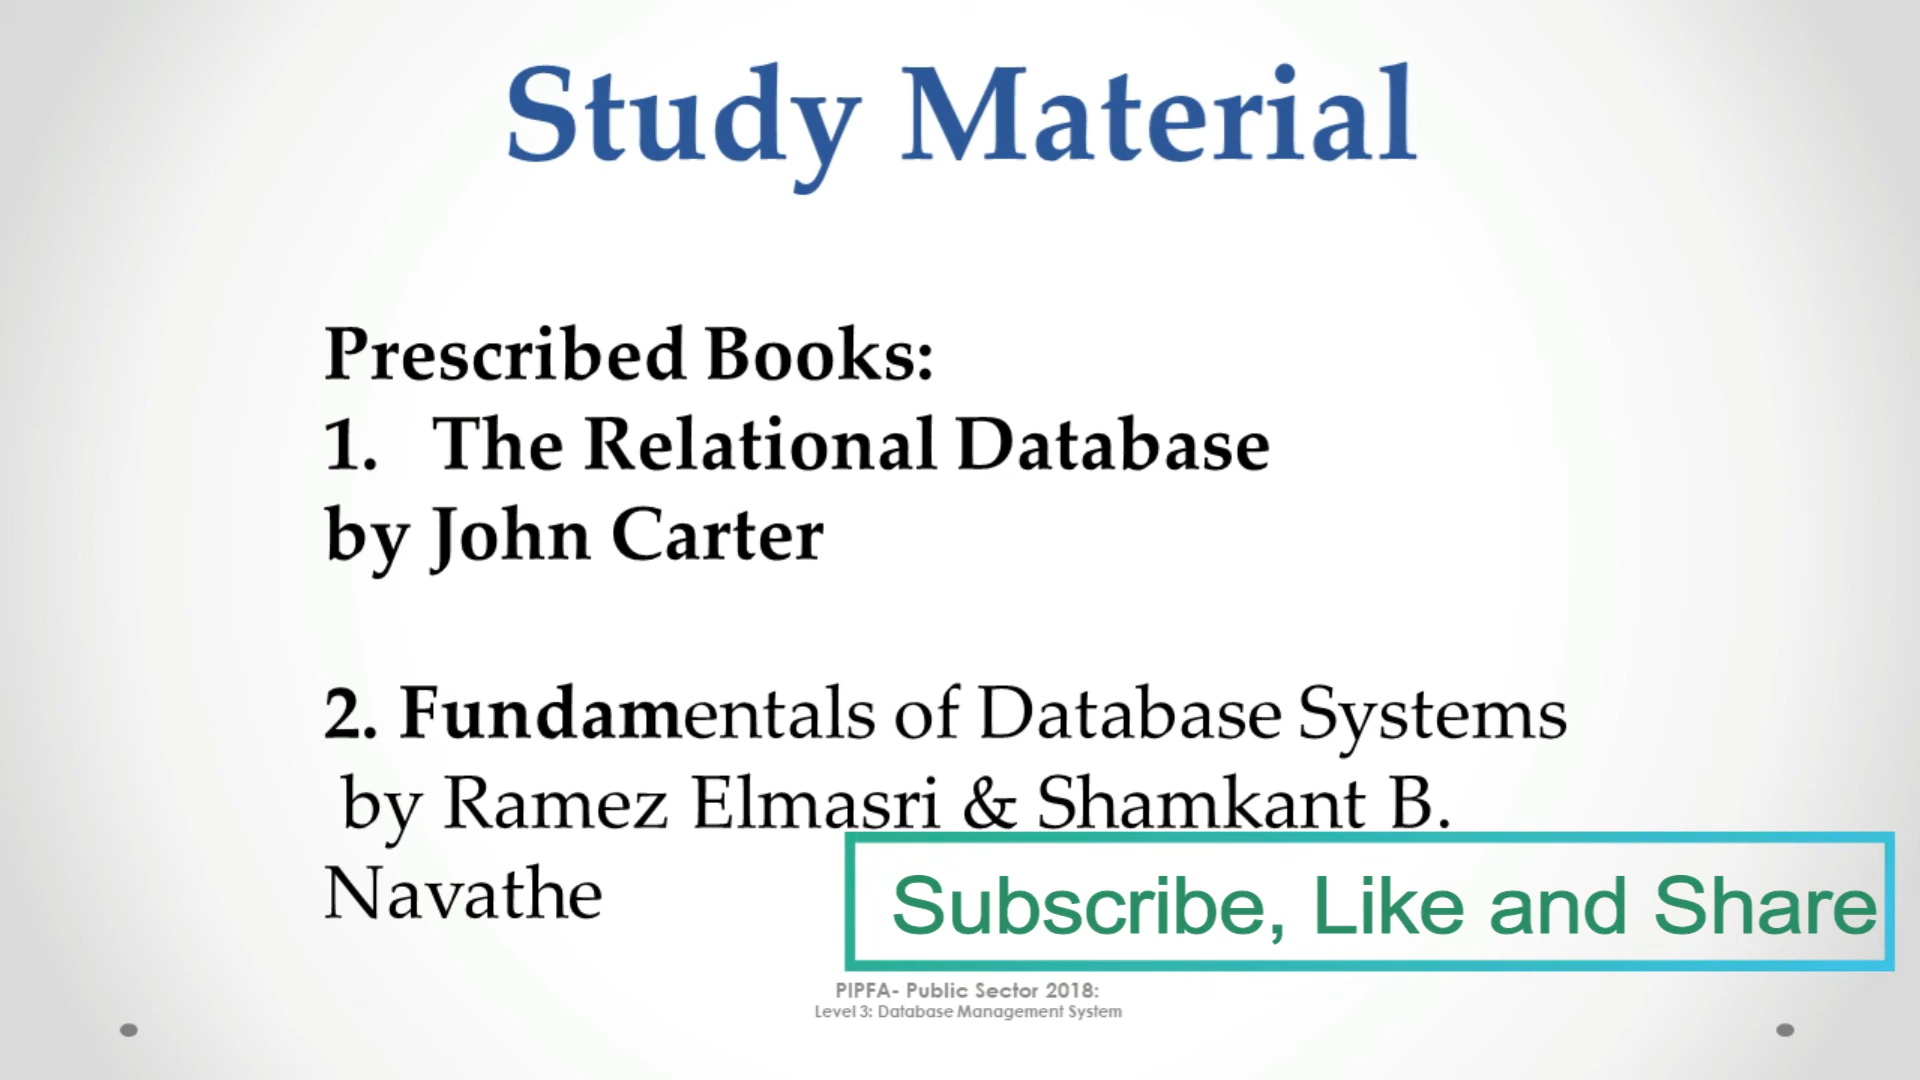 Study Material
Prescribed Books:
1. The Relational Database
by John Carter
2. Fundamentals of Database Systems
by Ramez Elmasri & Shamkant B.
Navathe
Subscribe, Like and Share
PIPFA- Public Sector 2018:
Level 3: Database Management System